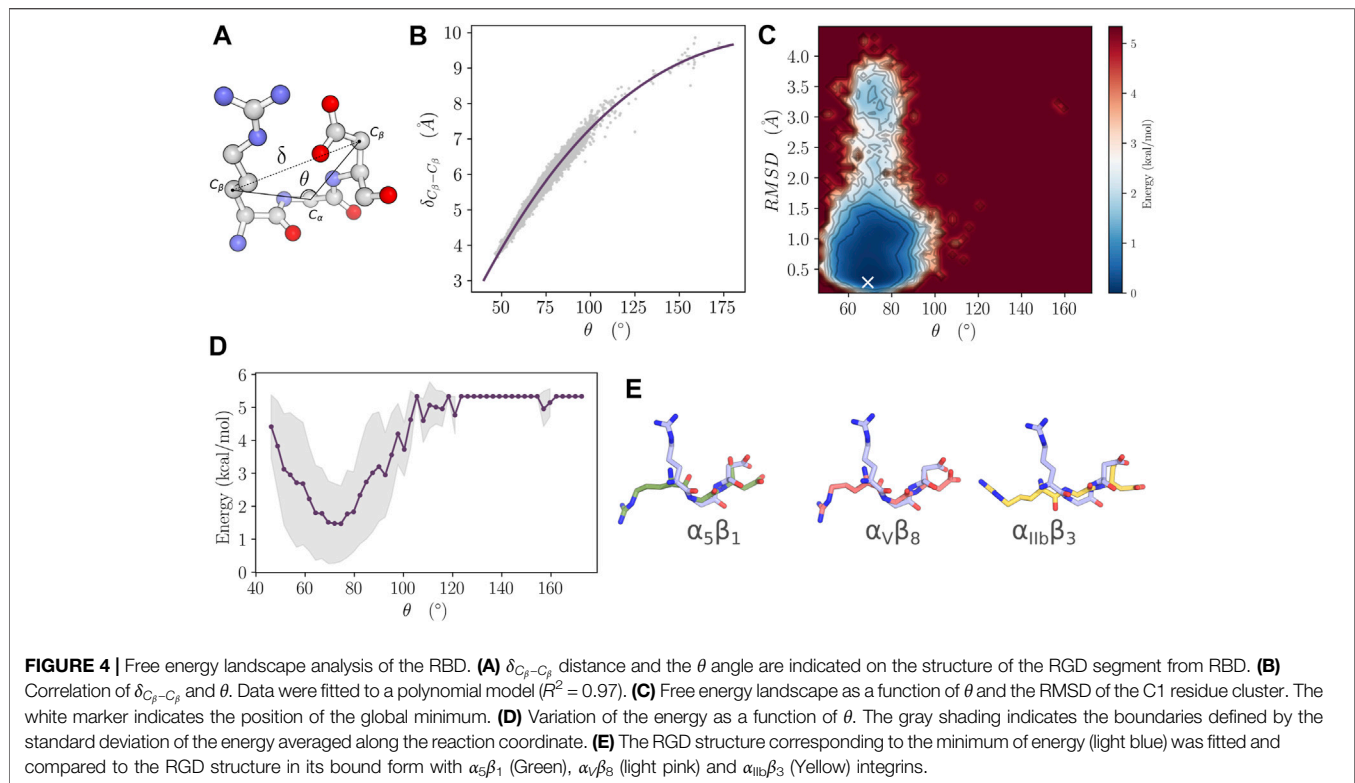 A
B
C
δ
θ
Cβ
Cβ
Cα
δCβ−Cβ (Å)
10
9
8
7
6
5
4
3
50
75
100
125
150
175
θ (°)
RMSD (Å)
4.0
3.5
3.0
2.5
2.0
1.5
1.0
0.5
60
80
100
120
140
160
θ (°)
5
4
3
2
1
0
Energy (kcal/mol)
D
Energy (kcal/mol)
6
5
4
3
2
1
0
40
60
80
100
120
140
160
θ (°)
E
α5β1
αVβ8
αIIbβ3
FIGURE 4 | Free energy landscape analysis of the RBD. (A) δCβ−Cβ distance and the θ angle are indicated on the structure of the RGD segment from RBD. (B)
Correlation of δCβ−Cβ and θ. Data were fitted to a polynomial model (R² = 0.97). (C) Free energy landscape as a function of θ and the RMSD of the C1 residue cluster. The
white marker indicates the position of the global minimum. (D) Variation of the energy as a function of θ. The gray shading indicates the boundaries defined by the
standard deviation of the energy averaged along the reaction coordinate. (E) The RGD structure corresponding to the minimum of energy (light blue) was fitted and
compared to the RGD structure in its bound form with α5β1 (Green), αVβ8 (light pink) and αIIbβ3 (Yellow) integrins.